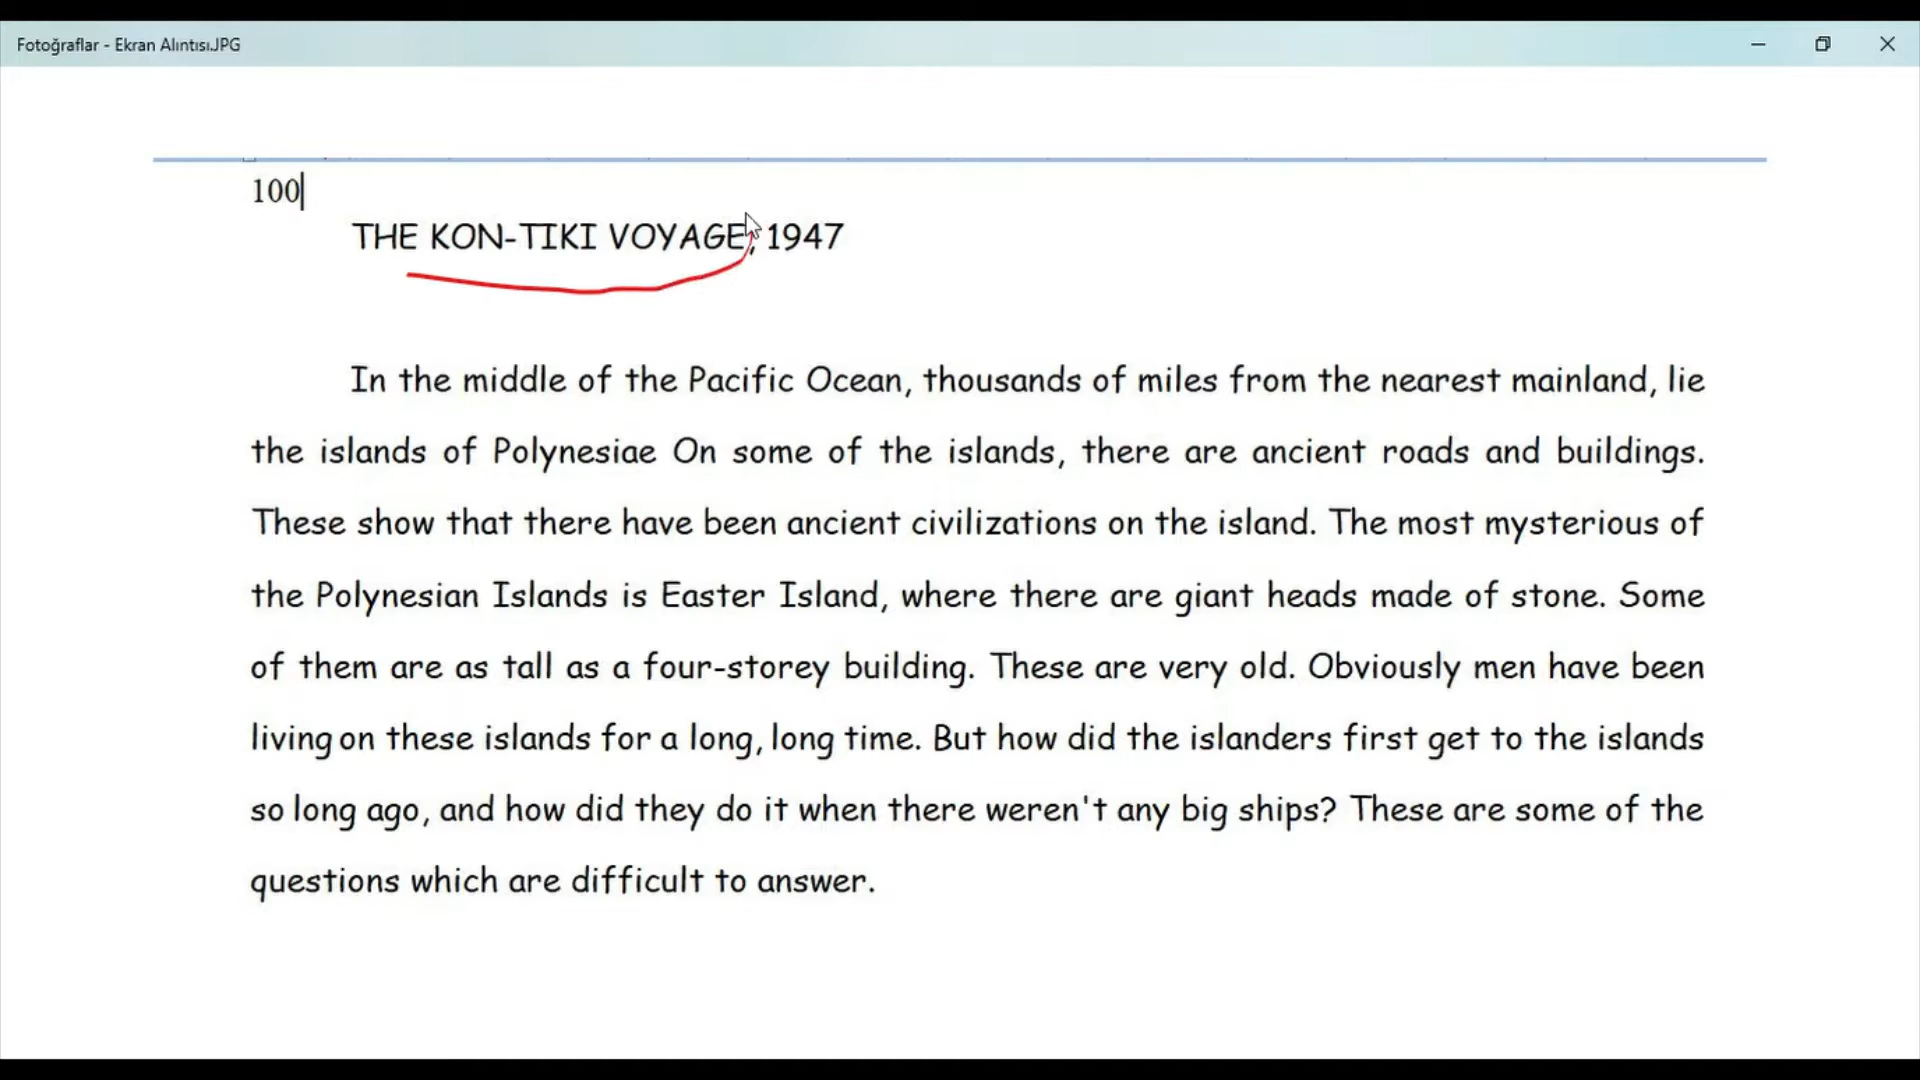 Fotoğraflar - Ekran Alıntısı.JPG
100
THE KON-TIKI VOYAGE, 1947
In the middle of the Pacific Ocean, thousands of miles from the nearest mainland, lie
the islands of Polynesiae On some of the islands, there are ancient roads and buildings.
These show that there have been ancient civilizations on the island. The most mysterious of
the Polynesian Islands is Easter Island, where there are giant heads made of stone. Some
of them are as tall as a four-storey building. These are very old. Obviously men have been
living on these islands for a long, long time. But how did the islanders first get to the islands
so long ago, and how did they do it when there weren't any big ships? These are some of the
questions which are difficult to answer.